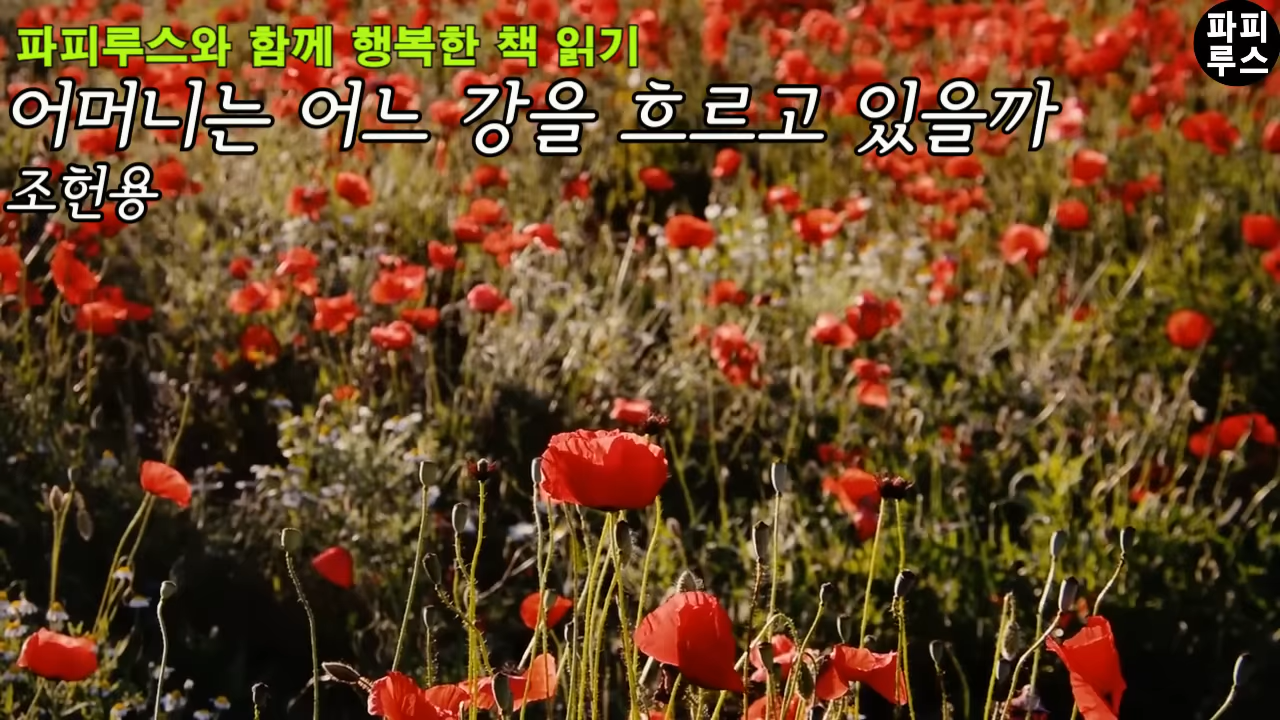 파피루스와 함께 행복한 책 읽기
어머니는 어느 강을 흐르고 있을까
조헌용
파피
루스